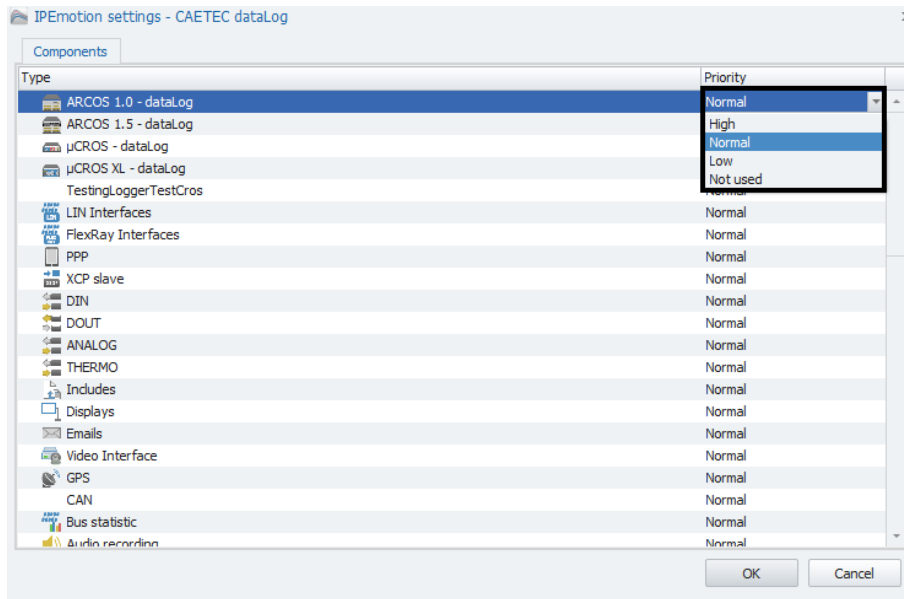 IPEmotion settings - CAETEC dataLog
Components
Type Priority
ARCOS 1.0 - dataLog Normal
ARCOS 1.5 - dataLog High
µCROS - dataLog Normal
µCROS XL - dataLog Low
Not used
TestingLoggerTestCros Normal
LIN Interfaces Normal
FlexRay Interfaces Normal
PPP Normal
XCP slave Normal
DIN Normal
DOUT Normal
ANALOG Normal
THERMO Normal
Includes Normal
Displays Normal
Emails Normal
Video Interface Normal
GPS Normal
CAN Normal
Bus statistic Normal
Audio recording Normal
OK Cancel